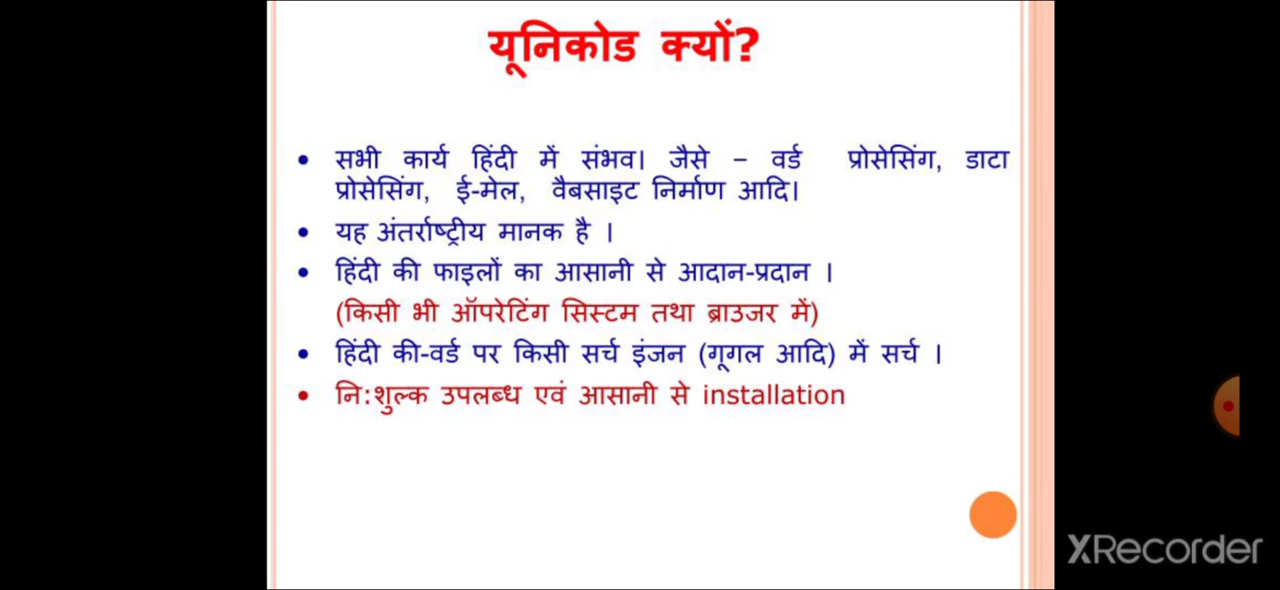 यूनिकोड क्यों?
• सभी कार्य हिंदी में संभव। जैसे – वर्ड प्रोसेसिंग, डाटा
प्रोसेसिंग, ई-मेल, वैबसाइट निर्माण आदि।
• यह अंतर्राष्ट्रीय मानक है ।
• हिंदी की फाइलों का आसानी से आदान-प्रदान ।
(किसी भी ऑपरेटिंग सिस्टम तथा ब्राउजर में)
• हिंदी की-वर्ड पर किसी सर्च इंजन (गूगल आदि) में सर्च ।
• नि:शुल्क उपलब्ध एवं आसानी से installation
XRecorder